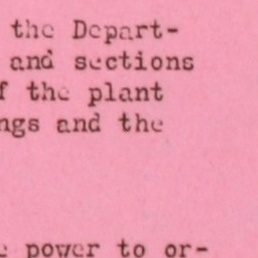 the Depart-
and sections
f the plant
ngs and the
power to or-